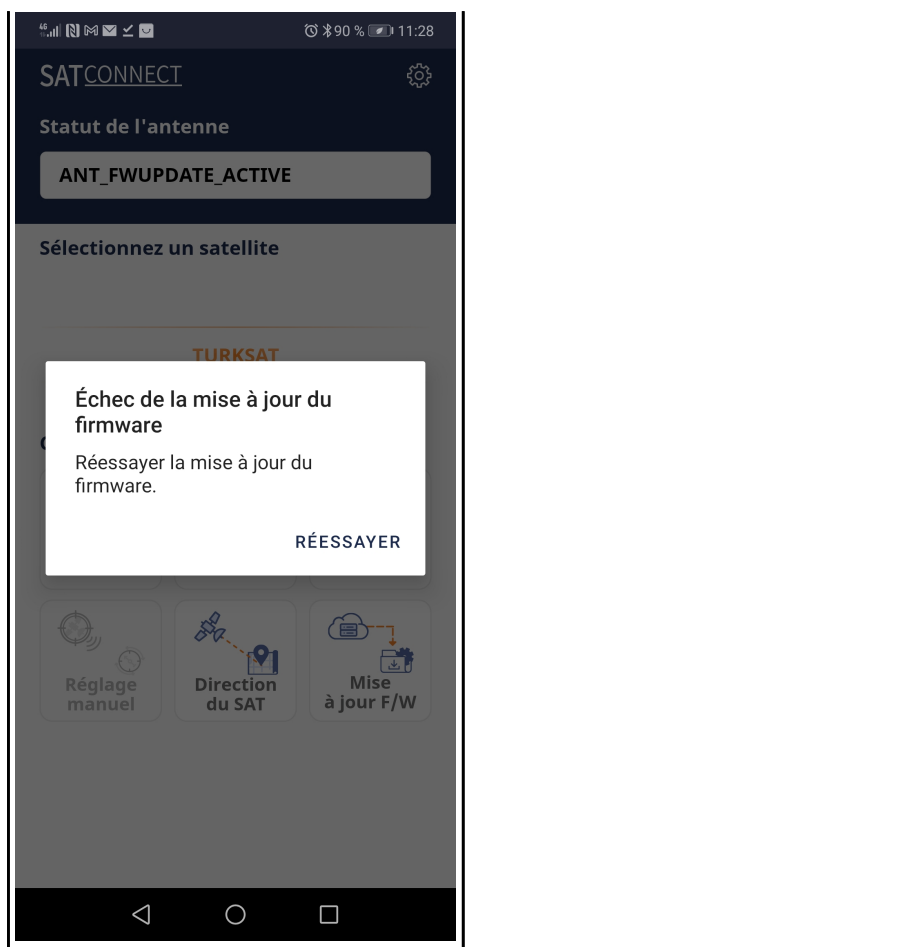 46
90 % 11:28
SATCONNECT
Statut de l'antenne
ANT_FWUPDATE_ACTIVE
Sélectionnez un satellite
TURKSAT
Échec de la mise à jour du
firmware
Réessayer la mise à jour du
firmware.
RÉESSAYER
Réglage
manuel
Direction
du SAT
Mise
à jour F/W